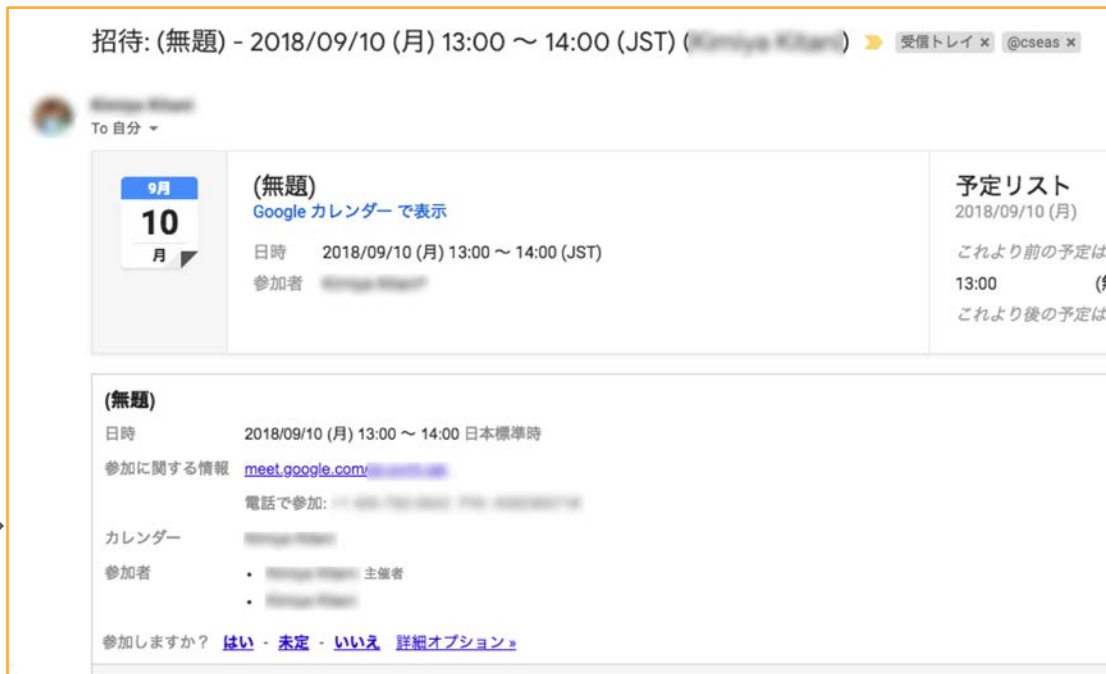 招待: (無題) - 2018/09/10 (月) 13:00 ～ 14:00 (JST) ( ) 受信トレイ × @cseas ×
To 自分
9月
10
月
(無題)
Google カレンダー で表示
日時 2018/09/10 (月) 13:00 ～ 14:00 (JST)
参加者
予定リスト
2018/09/10 (月)
これより前の予定は
13:00
これより後の予定は
(無題)
日時 2018/09/10 (月) 13:00 ～ 14:00 日本標準時
参加に関する情報 meet.google.com/
電話で参加:
カレンダー
参加者
• 主催者
•
参加しますか？ はい - 未定 - いいえ 詳細オプション »